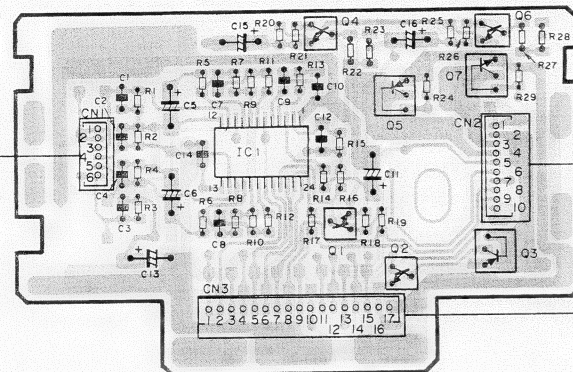 R20 Q4 R23 R25 Q6
C15 + C16 +
R21 R28
R22 R26 R27
R5 R7 R11 R13 Q7
C1 R24 R29
C2 R1 C7 R9 C9 C10
CN1 C5 Q5
12 1 C12 CN2
1 2 3 4 5 6
R2 IC1 R15
C14
R4 C11
C4 13 24
C6 R14 R16
R3 R6 R8 R12 R19
C3 C8 R10 R17 Q1 R18
C13 + Q2 Q3
1 2 3 4 5 6 7 8 9 10
CN3
1 2 3 4 5 6 7 8 9 10 11 12 13 14 15 16 17